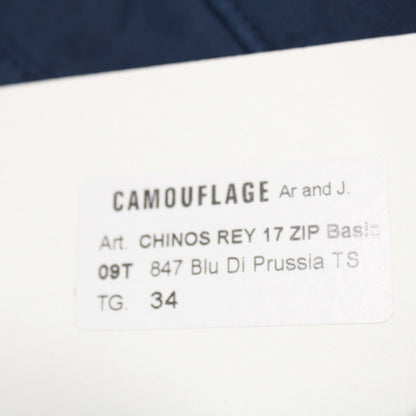 CAMOUFLAGE Ar and J.
Art. CHINOS REY 17 ZIP Basic
09T 847 Blu Di Prussia TS
TG. 34